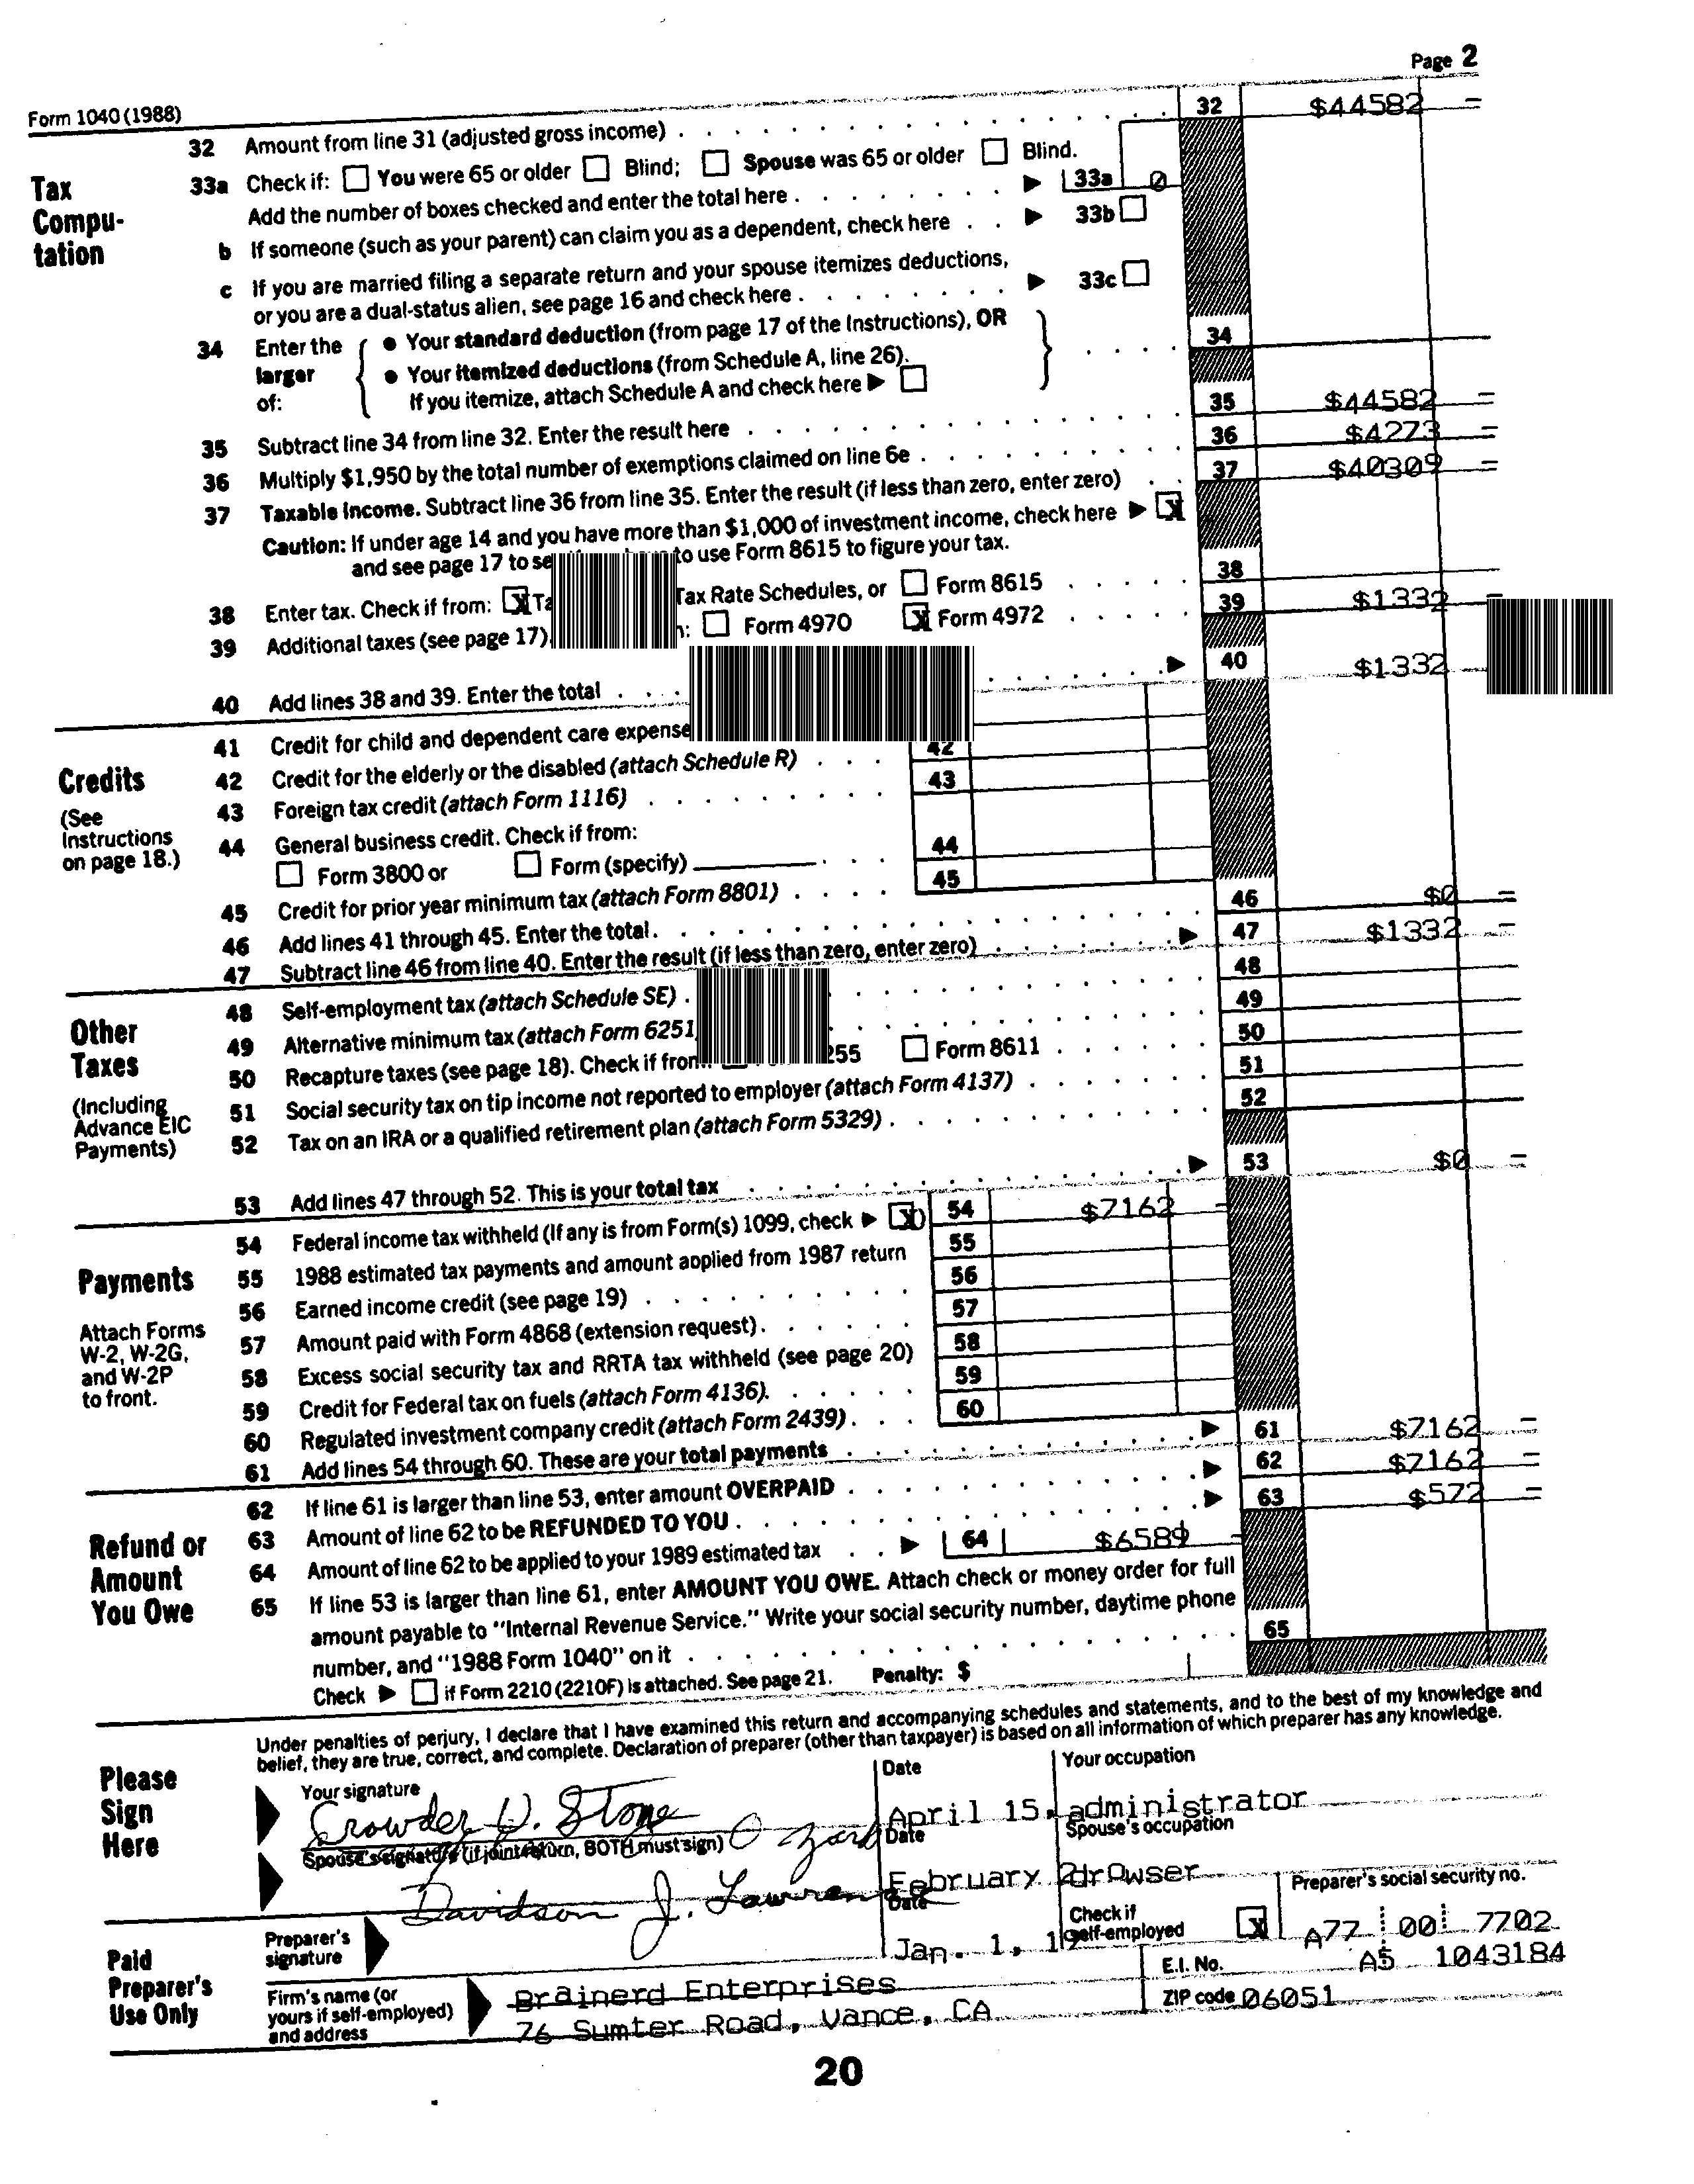 Page 2
Form 1040 (1988)
32 Amount from line 31 (adjusted gross income) 32 $44582
Tax Computation
33a Check if: You were 65 or older Blind; Spouse was 65 or older Blind.
Add the number of boxes checked and enter the total here 33a 0
b If someone (such as your parent) can claim you as a dependent, check here 33b
c If you are married filing a separate return and your spouse itemizes deductions,
or you are a dual-status alien, see page 16 and check here 33c
34 Enter the larger of: ● Your standard deduction (from page 17 of the Instructions), OR 34
● Your itemized deductions (from Schedule A, line 26).
If you itemize, attach Schedule A and check here
35 Subtract line 34 from line 32. Enter the result here 35 $44582
36 Multiply $1,950 by the total number of exemptions claimed on line 6e 36 $4273
37 Taxable income. Subtract line 36 from line 35. Enter the result (if less than zero, enter zero) 37 $40309
Caution: If under age 14 and you have more than $1,000 of investment income, check here X
and see page 17 to se to use Form 8615 to figure your tax.
38 Enter tax. Check if from: X Ta Tax Rate Schedules, or Form 8615 38
39 Additional taxes (see page 17). Form 4970 X Form 4972 39 $1332
40 Add lines 38 and 39. Enter the total 40 $1332
Credits
(See Instructions on page 18.)
41 Credit for child and dependent care expense
42 Credit for the elderly or the disabled (attach Schedule R) 42
43 Foreign tax credit (attach Form 1116) 43
44 General business credit. Check if from:
Form 3800 or Form (specify) 44
45 Credit for prior year minimum tax (attach Form 8801) 45
46 Add lines 41 through 45. Enter the total 46 $0
47 Subtract line 46 from line 40. Enter the result (if less than zero, enter zero) 47 $1332
Other Taxes
(Including Advance EIC Payments)
48 Self-employment tax (attach Schedule SE) 48
49 Alternative minimum tax (attach Form 6251 49
50 Recapture taxes (see page 18). Check if from: 255 Form 8611 50
51 Social security tax on tip income not reported to employer (attach Form 4137) 51
52 Tax on an IRA or a qualified retirement plan (attach Form 5329) 52
53 Add lines 47 through 52. This is your total tax 53 $0
Payments
Attach Forms W-2, W-2G, and W-2P to front.
54 Federal income tax withheld (If any is from Form(s) 1099, check X ) 54 $7162
55 1988 estimated tax payments and amount applied from 1987 return 55
56 Earned income credit (see page 19) 56
57 Amount paid with Form 4868 (extension request) 57
58 Excess social security tax and RRTA tax withheld (see page 20) 58
59 Credit for Federal tax on fuels (attach Form 4136) 59
60 Regulated investment company credit (attach Form 2439) 60
61 Add lines 54 through 60. These are your total payments 61 $7162
Refund or Amount You Owe
62 If line 61 is larger than line 53, enter amount OVERPAID 62 $7162
63 Amount of line 62 to be REFUNDED TO YOU 63 $572
64 Amount of line 62 to be applied to your 1989 estimated tax 64 $6589
65 If line 53 is larger than line 61, enter AMOUNT YOU OWE. Attach check or money order for full
amount payable to "Internal Revenue Service." Write your social security number, daytime phone
number, and "1988 Form 1040" on it 65
Check if Form 2210 (2210F) is attached. See page 21. Penalty: $
Under penalties of perjury, I declare that I have examined this return and accompanying schedules and statements, and to the best of my knowledge and
belief, they are true, correct, and complete. Declaration of preparer (other than taxpayer) is based on all information of which preparer has any knowledge.
Please Sign Here
Your signature Date Your occupation
Crowder D. Stone April 15, administrator
Spouse's signature (if joint return, BOTH must sign) Date Spouse's occupation
February 2 drowser
Paid Preparer's Use Only
Preparer's signature Davidson J. Lawrence Date Check if self-employed X Preparer's social security no.
Jan. 1, 19 A77 00 7702
Firm's name (or yours if self-employed) and address
Brainerd Enterprises E.I. No. A5 1043184
76 Sumter Road, Vance, CA ZIP code 06051
20